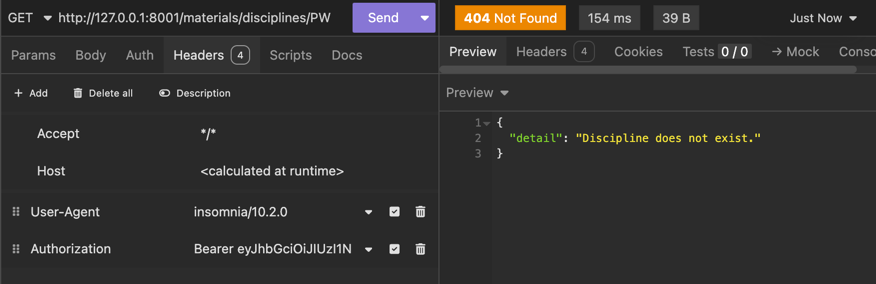 GET http://127.0.0.1:8001/materials/disciplines/PW Send 404 Not Found 154 ms 39 B Just Now
Params Body Auth Headers 4 Scripts Docs Preview Headers 4 Cookies Tests 0 / 0 → Mock Conso
+ Add Delete all Description Preview
Accept */*
Host <calculated at runtime>
User-Agent insomnia/10.2.0
Authorization Bearer eyJhbGciOiJIUzI1N
1 {
2 "detail": "Discipline does not exist."
3 }